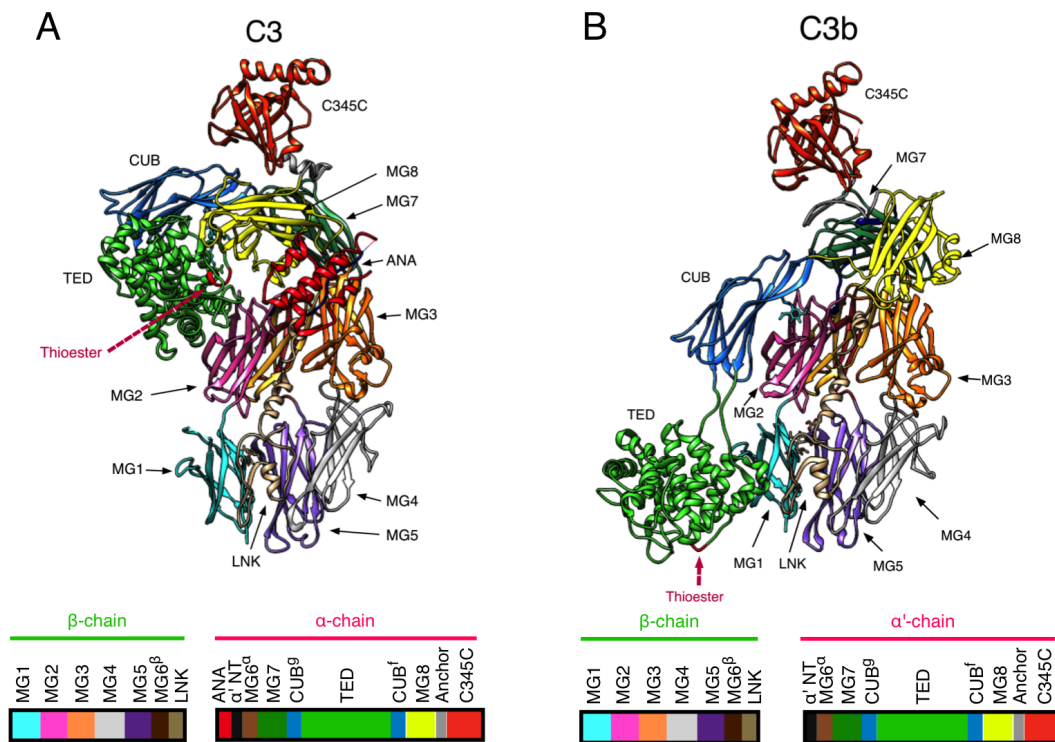 A
C3
C345C
CUB
MG8
MG7
ANA
TED
MG3
Thioester
MG2
MG1
MG4
MG5
LNK
β-chain
α-chain
MG1
MG2
MG3
MG4
MG5
MG6β
LNK
ANA
α' NT
MG6α
MG7
CUBg
TED
CUBf
MG8
Anchor
C345C
B
C3b
C345C
MG7
MG8
CUB
MG3
MG2
TED
MG4
MG1
LNK
MG5
Thioester
β-chain
α'-chain
MG1
MG2
MG3
MG4
MG5
MG6β
LNK
α' NT
MG6α
MG7
CUBg
TED
CUBf
MG8
Anchor
C345C